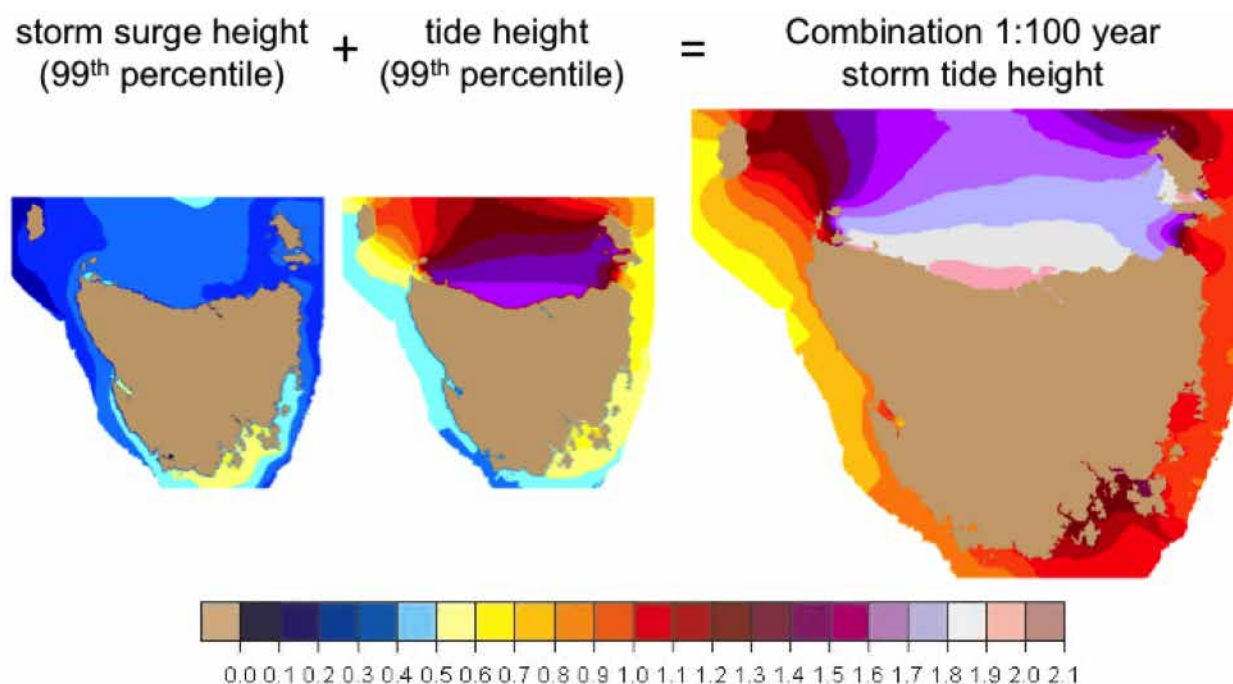 storm surge height + tide height = Combination 1:100 year
(99th percentile) (99th percentile) storm tide height
0.0 0.1 0.2 0.3 0.4 0.5 0.6 0.7 0.8 0.9 1.0 1.1 1.2 1.3 1.4 1.5 1.6 1.7 1.8 1.9 2.0 2.1